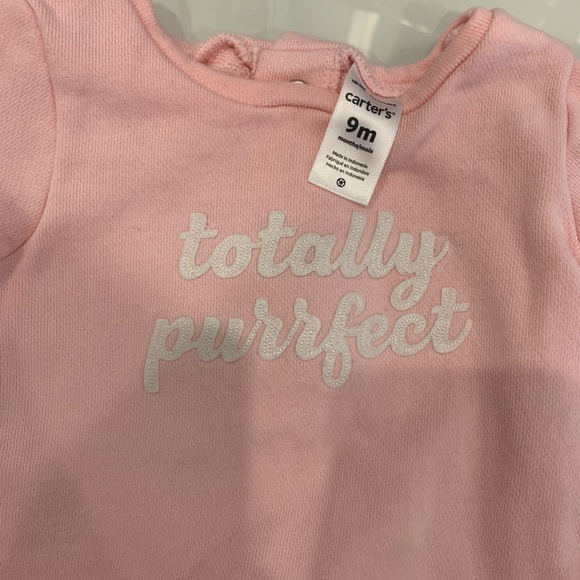 carter's®
9m
months/mois
Made in Indonesia
Fabriqué en Indonésie
Hecho en Indonesia
totally
purrfect